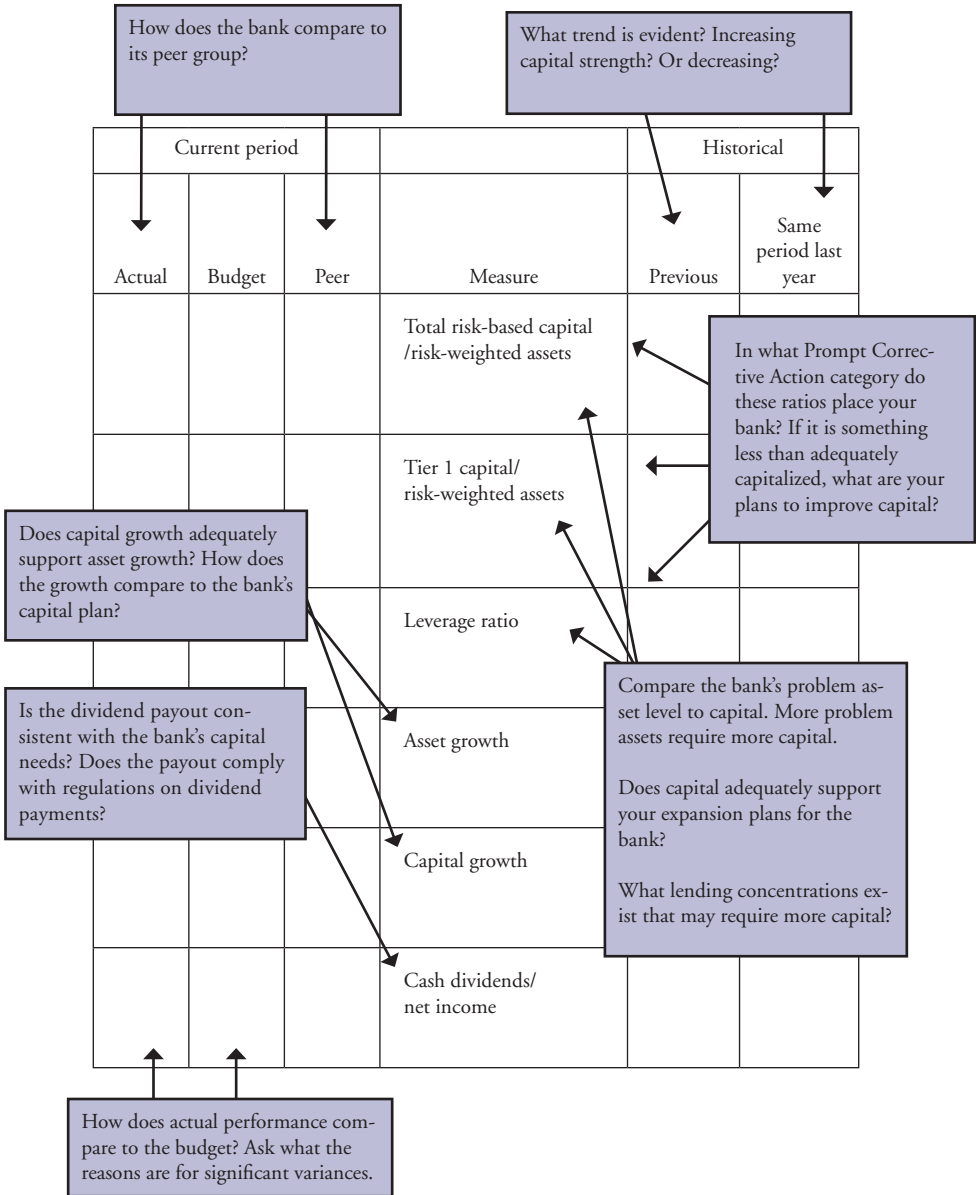 How does the bank compare to
its peer group?
What trend is evident? Increasing
capital strength? Or decreasing?
Current period
Historical
Actual
Budget
Peer
Measure
Previous
Same
period last
year
Total risk-based capital
/risk-weighted assets
In what Prompt Correc-
tive Action category do
these ratios place your
bank? If it is something
less than adequately
capitalized, what are your
plans to improve capital?
Tier 1 capital/
risk-weighted assets
Does capital growth adequately
support asset growth? How does
the growth compare to the bank's
capital plan?
Leverage ratio
Compare the bank's problem as-
set level to capital. More problem
assets require more capital.
Does capital adequately support
your expansion plans for the
bank?
What lending concentrations ex-
ist that may require more capital?
Is the dividend payout con-
sistent with the bank's capital
needs? Does the payout comply
with regulations on dividend
payments?
Asset growth
Capital growth
Cash dividends/
net income
How does actual performance com-
pare to the budget? Ask what the
reasons are for significant variances.